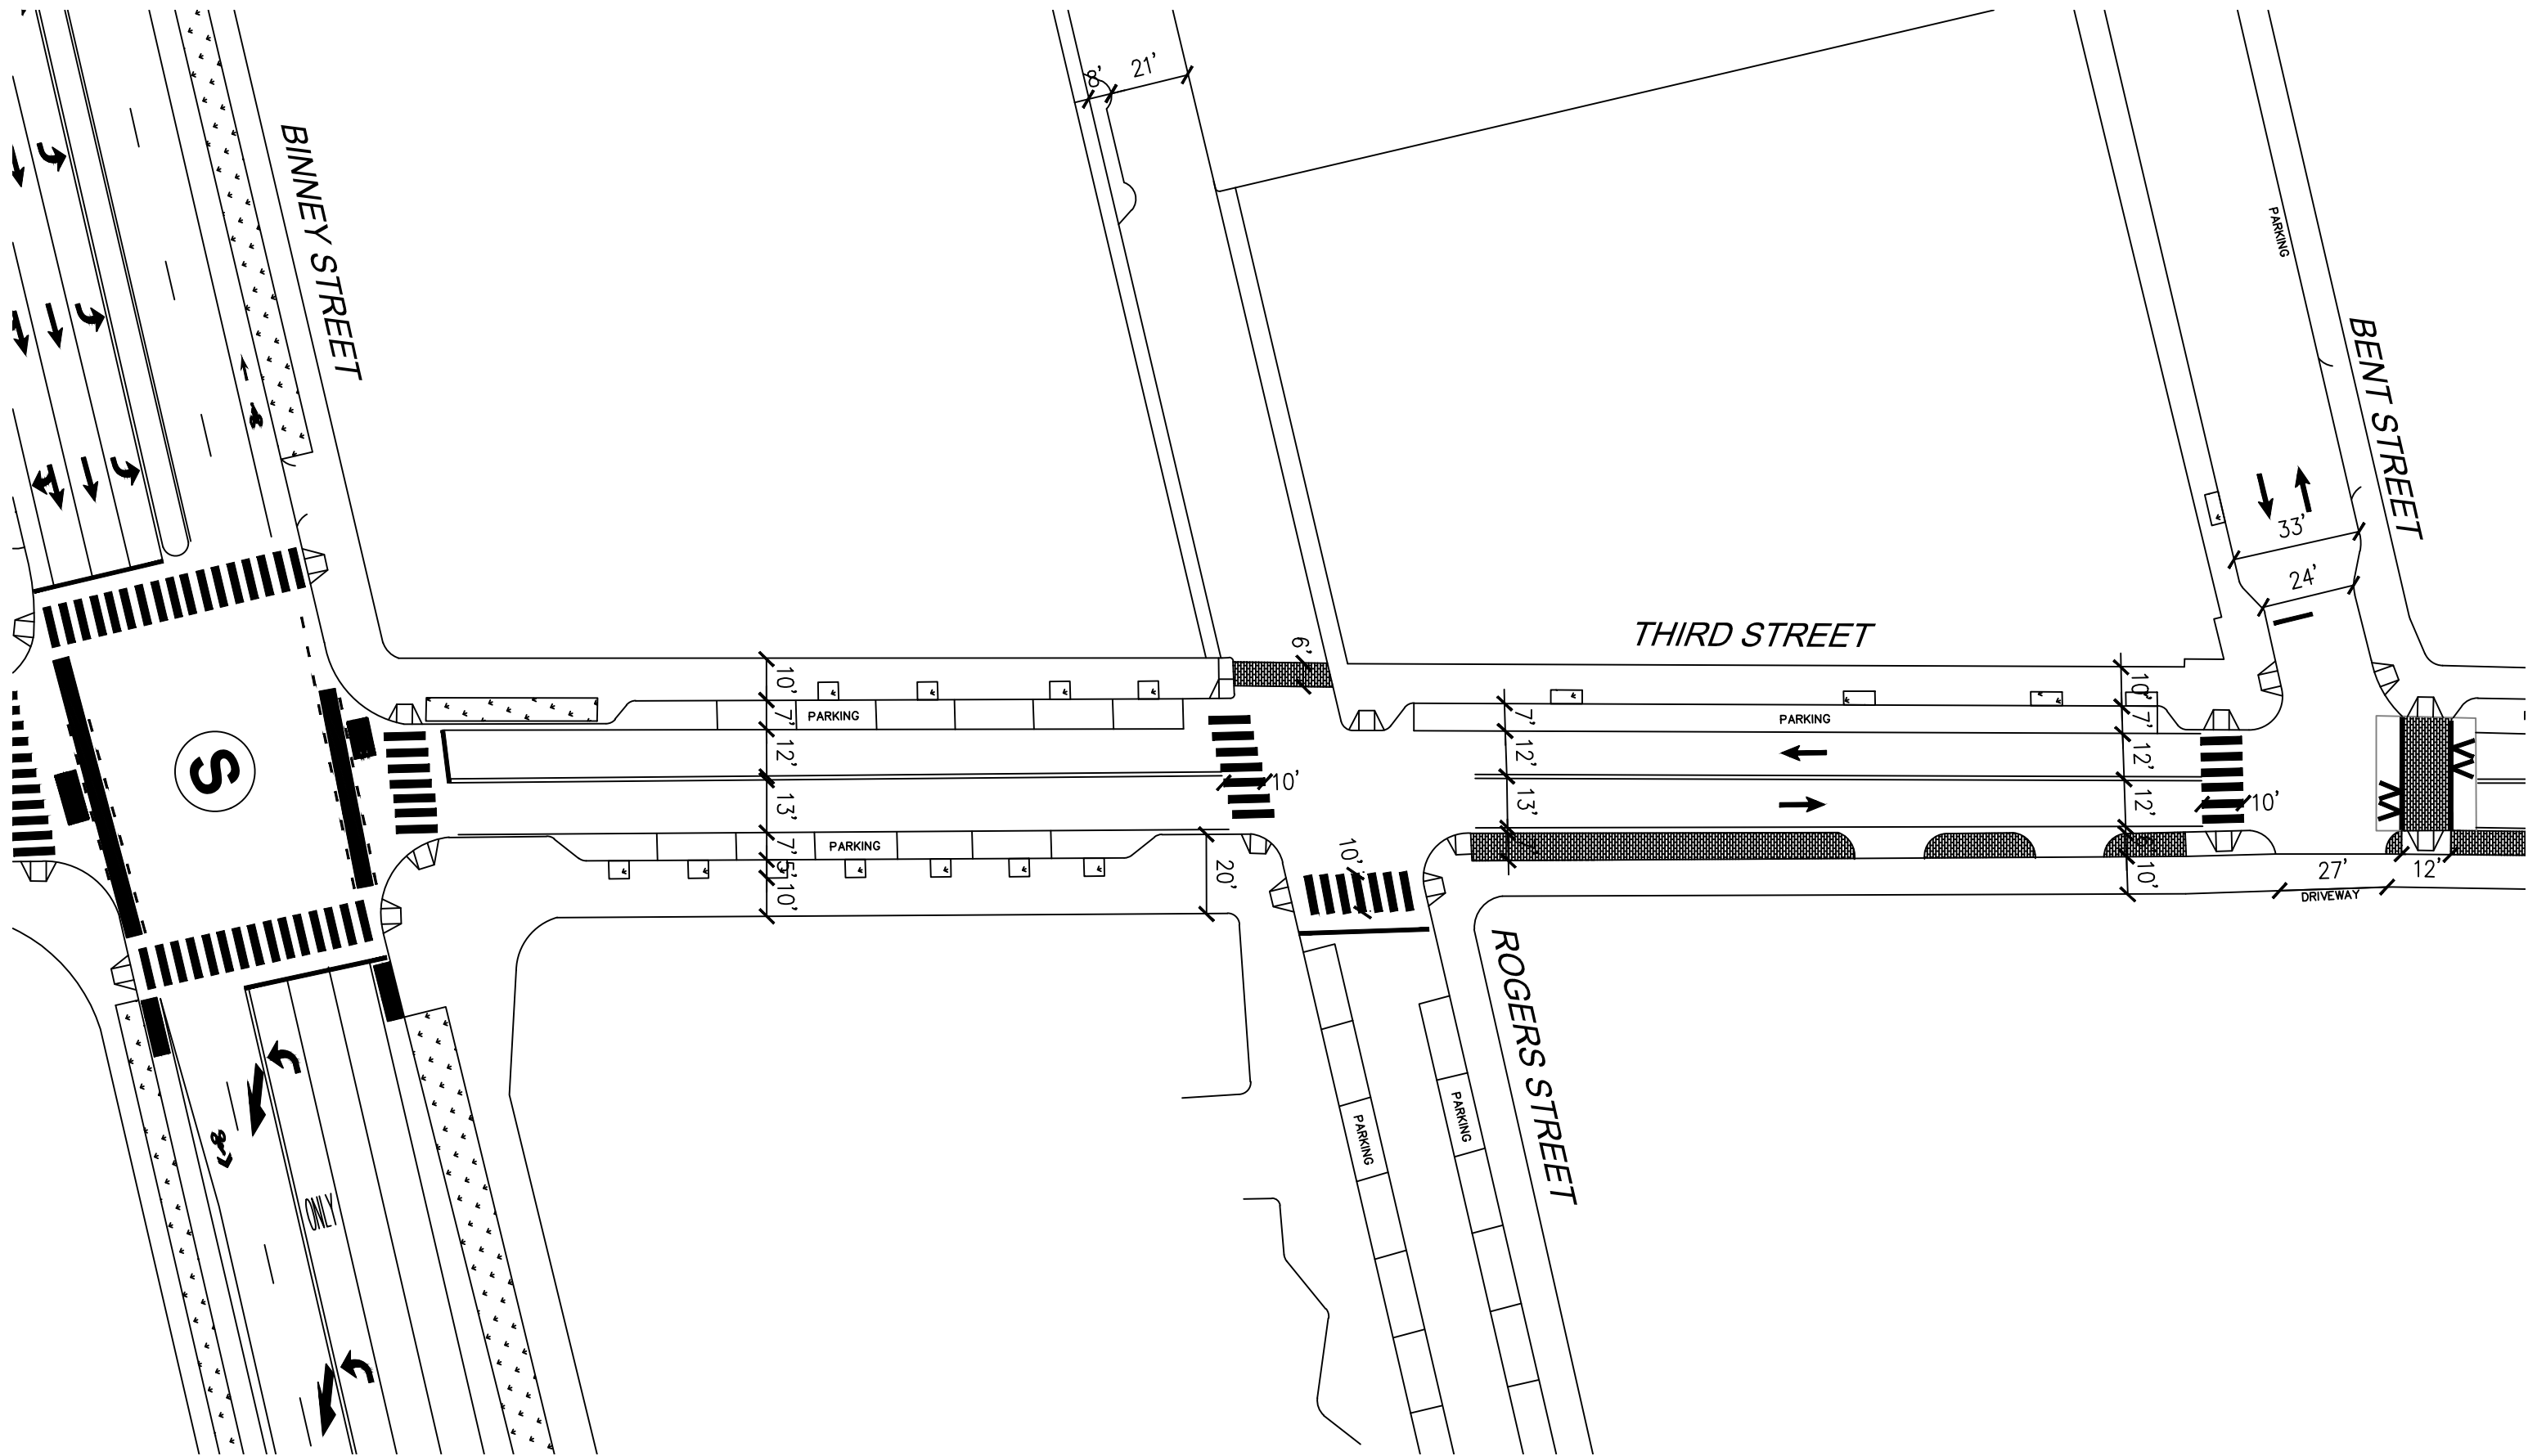 8'
21'
BINNEY STREET
PARKING
BENT STREET
33'
24'
THIRD STREET
6'
10'
7'
PARKING
12'
13'
10'
7'
PARKING
5'
10'
20'
7'
PARKING
12'
13'
7'
10'
7'
12'
12'
10'
10'
10'
27'
12'
DRIVEWAY
S
ROGERS STREET
PARKING
PARKING
ONLY